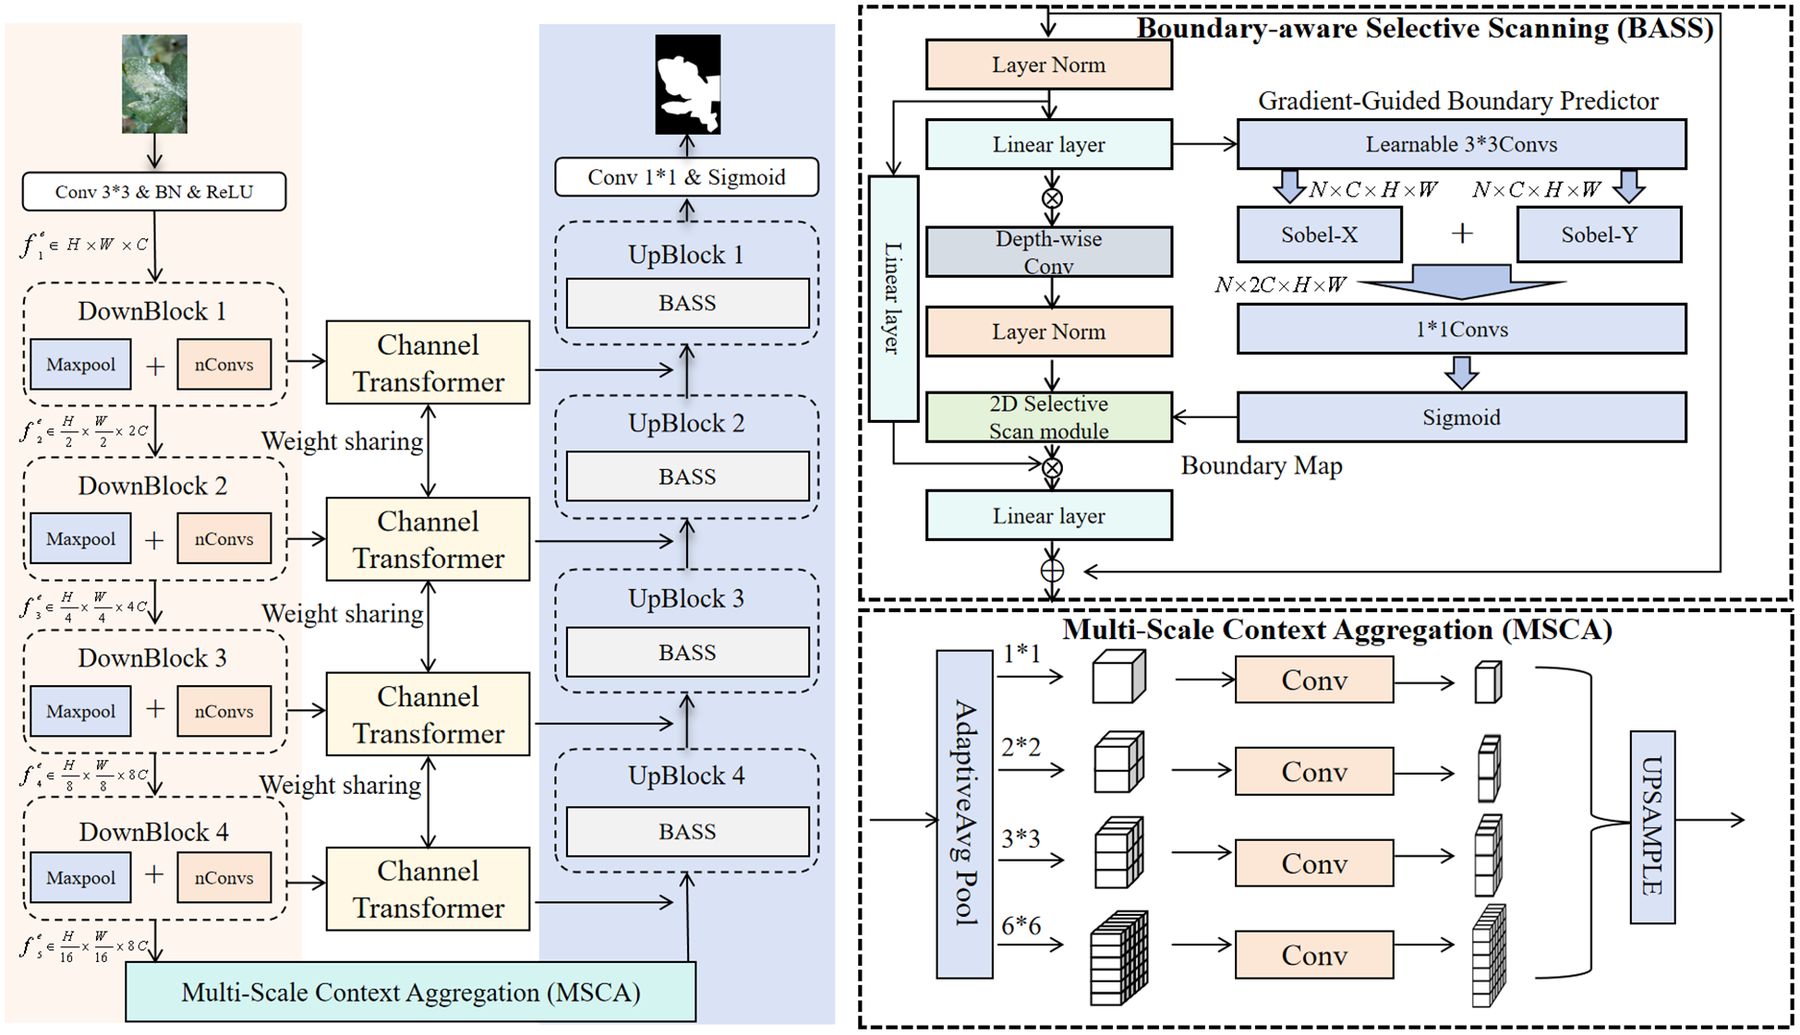 Conv 3*3 & BN & ReLU
f₁ᵉ ∈ H × W × C
DownBlock 1
Maxpool + nConvs
f₂ᵉ ∈ H/2 × W/2 × 2C
DownBlock 2
Maxpool + nConvs
f₃ᵉ ∈ H/4 × W/4 × 4C
DownBlock 3
Maxpool + nConvs
f₄ᵉ ∈ H/8 × W/8 × 8C
DownBlock 4
Maxpool + nConvs
f₅ᵉ ∈ H/16 × W/16 × 8C
Multi-Scale Context Aggregation (MSCA)
Channel
Transformer
Weight sharing
Channel
Transformer
Weight sharing
Channel
Transformer
Weight sharing
Channel
Transformer
Conv 1*1 & Sigmoid
UpBlock 1
BASS
UpBlock 2
BASS
UpBlock 3
BASS
UpBlock 4
BASS
Boundary-aware Selective Scanning (BASS)
Layer Norm
Linear layer
Linear layer
Depth-wise
Conv
Layer Norm
2D Selective
Scan module
Linear layer
Gradient-Guided Boundary Predictor
Learnable 3*3Convs
N×C×H×W
N×C×H×W
Sobel-X + Sobel-Y
N×2C×H×W
1*1Convs
Sigmoid
Boundary Map
Multi-Scale Context Aggregation (MSCA)
AdaptiveAvg Pool
1*1
Conv
2*2
Conv
3*3
Conv
6*6
Conv
UPSAMPLE